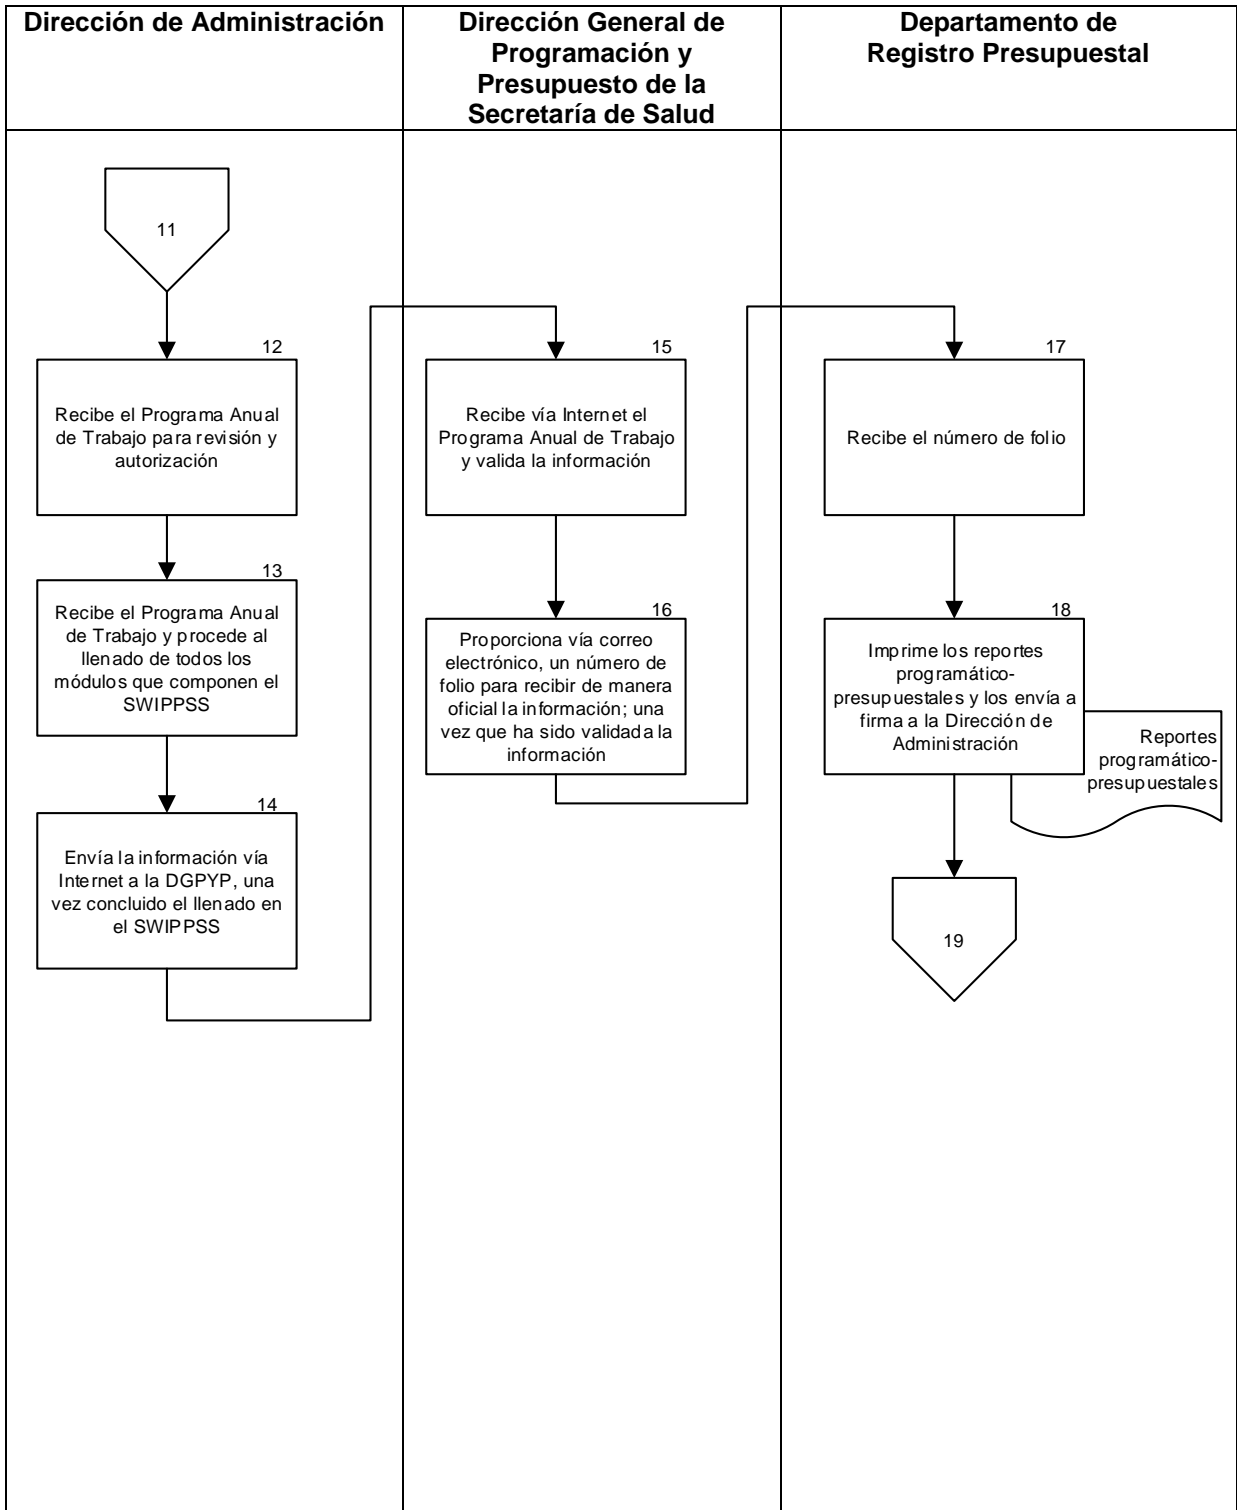 Dirección de Administración
Dirección General de
Programación y
Presupuesto de la
Secretaría de Salud
Departamento de
Registro Presupuestal
11
12
Recibe el Programa Anual
de Trabajo para revisión y
autorización
13
Recibe el Programa Anual
de Trabajo y procede al
llenado de todos los
módulos que componen el
SWIPPSS
14
Envía la información vía
Internet a la DGPYP, una
vez concluido el llenado en
el SWIPPSS
15
Recibe vía Internet el
Programa Anual de Trabajo
y valida la información
16
Proporciona vía correo
electrónico, un número de
folio para recibir de manera
oficial la información; una
vez que ha sido validada la
información
17
Recibe el número de folio
18
Imprime los reportes
programático-
presupuestales y los envía a
firma a la Dirección de
Administración
Reportes
programático-
presupuestales
19